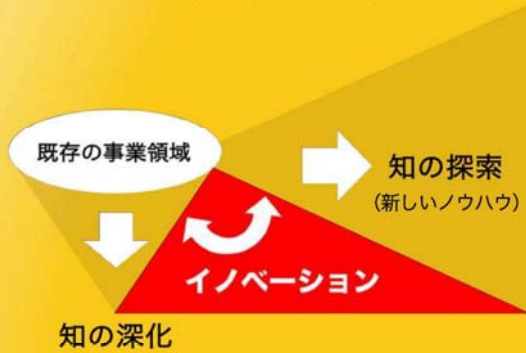 既存の事業領域
知の探索
(新しいノウハウ)
イノベーション
知の深化